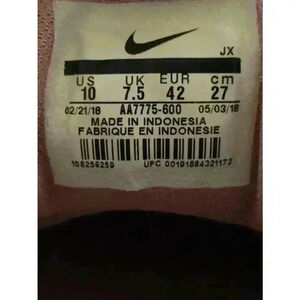 JX
US UK EUR cm
10 7.5 42 27
02/21/18 AA7775-600 05/03/18
MADE IN INDONESIA
FABRIQUE EN INDONESIE
108256259 UPC 00191884321173